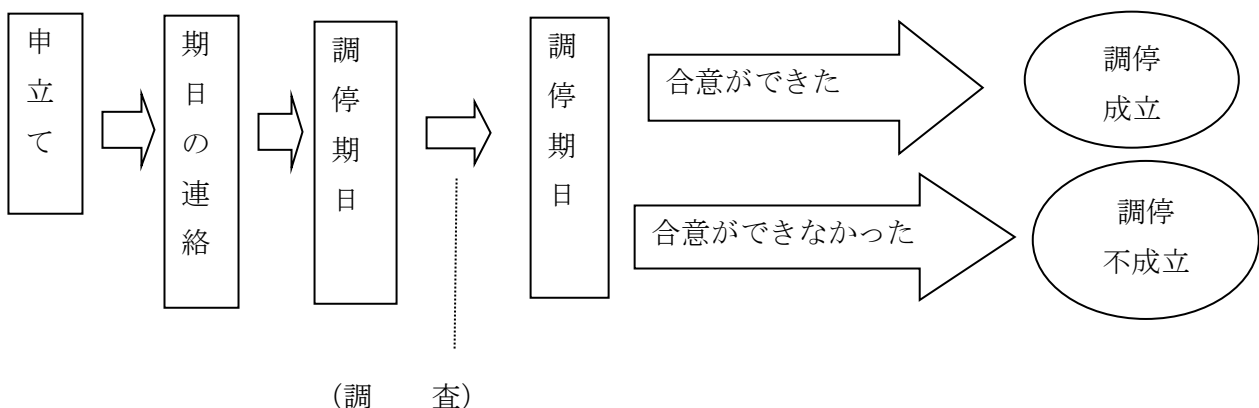 申立て
期日の連絡
調停期日
調停期日
合意ができた
調停
成立
合意ができなかった
調停
不成立
（調　　査）